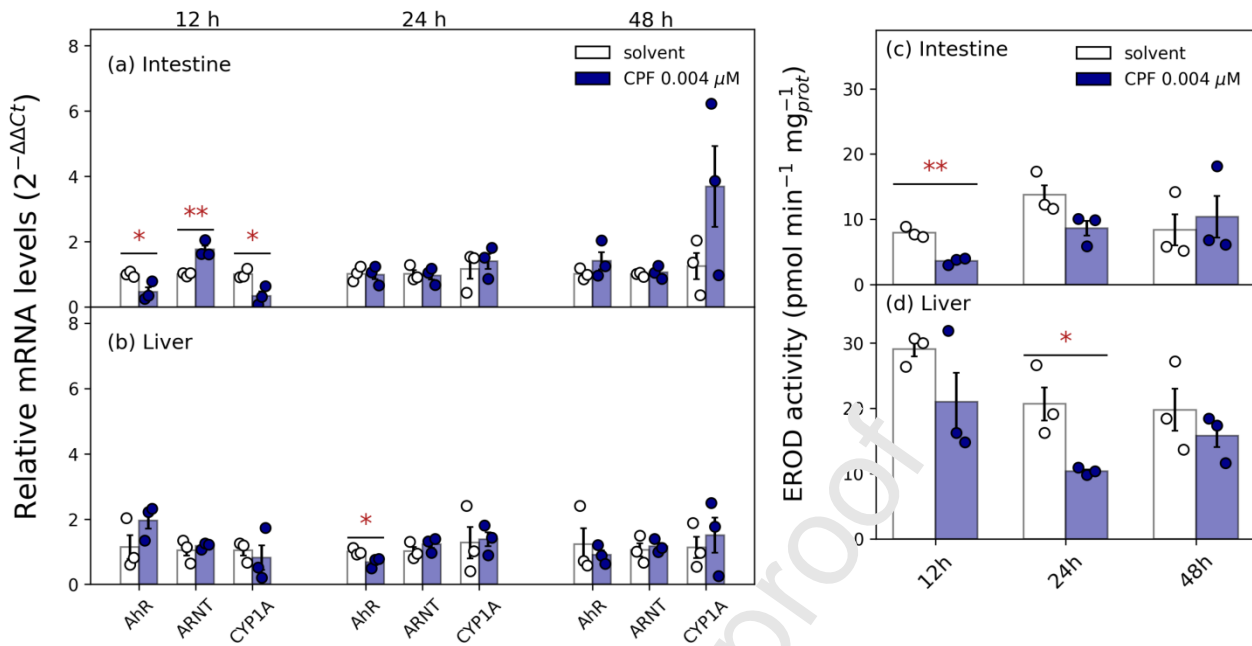 12 h 24 h 48 h
(a) Intestine
solvent
CPF 0.004 μM
8
6
4
2
0
* ** *
(b) Liver
8
6
4
2
0
*
AhR ARNT CYP1A AhR ARNT CYP1A AhR ARNT CYP1A
Relative mRNA levels (2^{-ΔΔCt})
(c) Intestine
solvent
CPF 0.004 μM
30
20
10
0
**
(d) Liver
30
20
10
0
*
12h 24h 48h
EROD activity (pmol min⁻¹ mg⁻¹_{prot})
proof